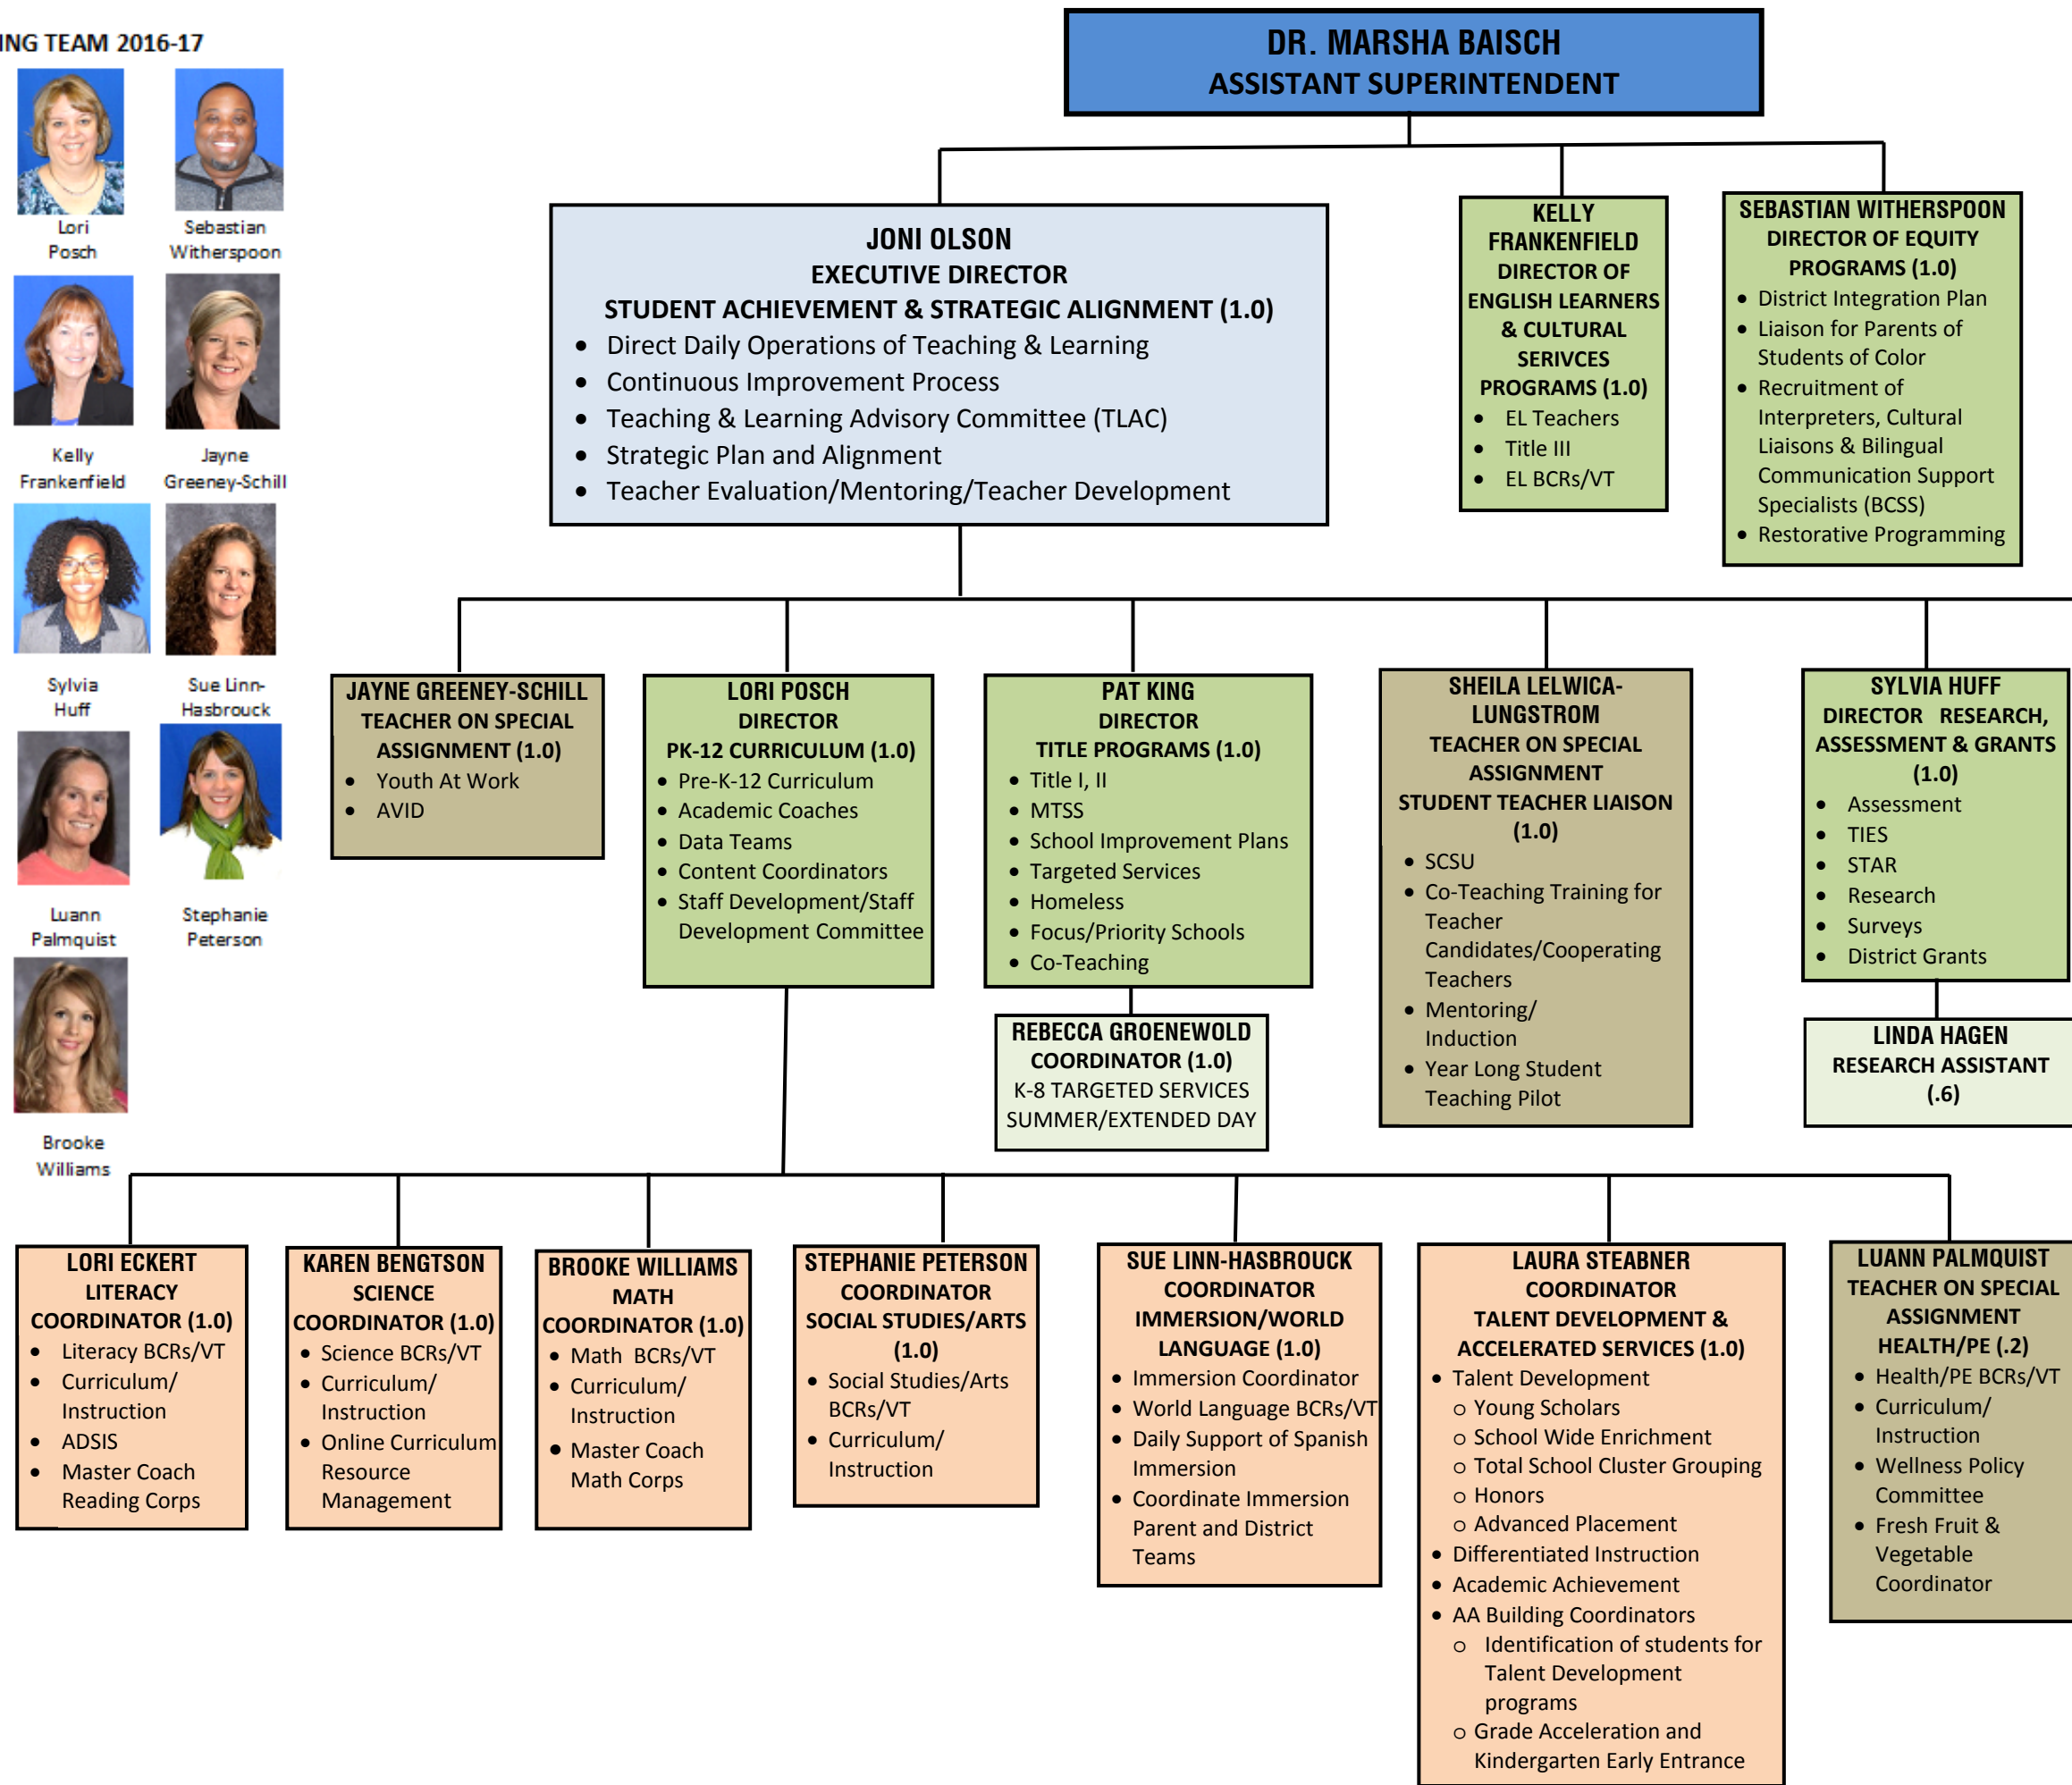 ING TEAM 2016-17
Lori
Posch
Sebastian
Witherspoon
Kelly
Frankenfield
Jayne
Greeney-Schill
Sylvia
Huff
Sue Linn-
Hasbrouck
Luann
Palmquist
Stephanie
Peterson
Brooke
Williams
DR. MARSHA BAISCH
ASSISTANT SUPERINTENDENT
JONI OLSON
EXECUTIVE DIRECTOR
STUDENT ACHIEVEMENT & STRATEGIC ALIGNMENT (1.0)
• Direct Daily Operations of Teaching & Learning
• Continuous Improvement Process
• Teaching & Learning Advisory Committee (TLAC)
• Strategic Plan and Alignment
• Teacher Evaluation/Mentoring/Teacher Development
KELLY
FRANKENFIELD
DIRECTOR OF
ENGLISH LEARNERS
& CULTURAL
SERIVCES
PROGRAMS (1.0)
• EL Teachers
• Title III
• EL BCRs/VT
SEBASTIAN WITHERSPOON
DIRECTOR OF EQUITY
PROGRAMS (1.0)
• District Integration Plan
• Liaison for Parents of
Students of Color
• Recruitment of
Interpreters, Cultural
Liaisons & Bilingual
Communication Support
Specialists (BCSS)
• Restorative Programming
JAYNE GREENEY-SCHILL
TEACHER ON SPECIAL
ASSIGNMENT (1.0)
• Youth At Work
• AVID
LORI POSCH
DIRECTOR
PK-12 CURRICULUM (1.0)
• Pre-K-12 Curriculum
• Academic Coaches
• Data Teams
• Content Coordinators
• Staff Development/Staff
Development Committee
PAT KING
DIRECTOR
TITLE PROGRAMS (1.0)
• Title I, II
• MTSS
• School Improvement Plans
• Targeted Services
• Homeless
• Focus/Priority Schools
• Co-Teaching
REBECCA GROENEWOLD
COORDINATOR (1.0)
K-8 TARGETED SERVICES
SUMMER/EXTENDED DAY
SHEILA LELWICA-
LUNGSTROM
TEACHER ON SPECIAL
ASSIGNMENT
STUDENT TEACHER LIAISON
(1.0)
• SCSU
• Co-Teaching Training for
Teacher
Candidates/Cooperating
Teachers
• Mentoring/
Induction
• Year Long Student
Teaching Pilot
SYLVIA HUFF
DIRECTOR RESEARCH,
ASSESSMENT & GRANTS
(1.0)
• Assessment
• TIES
• STAR
• Research
• Surveys
• District Grants
LINDA HAGEN
RESEARCH ASSISTANT
(.6)
LORI ECKERT
LITERACY
COORDINATOR (1.0)
• Literacy BCRs/VT
• Curriculum/
Instruction
• ADSIS
• Master Coach
Reading Corps
KAREN BENGTSON
SCIENCE
COORDINATOR (1.0)
• Science BCRs/VT
• Curriculum/
Instruction
• Online Curriculum
Resource
Management
BROOKE WILLIAMS
MATH
COORDINATOR (1.0)
• Math BCRs/VT
• Curriculum/
Instruction
• Master Coach
Math Corps
STEPHANIE PETERSON
COORDINATOR
SOCIAL STUDIES/ARTS
(1.0)
• Social Studies/Arts
BCRs/VT
• Curriculum/
Instruction
SUE LINN-HASBROUCK
COORDINATOR
IMMERSION/WORLD
LANGUAGE (1.0)
• Immersion Coordinator
• World Language BCRs/VT
• Daily Support of Spanish
Immersion
• Coordinate Immersion
Parent and District
Teams
LAURA STEABNER
COORDINATOR
TALENT DEVELOPMENT &
ACCELERATED SERVICES (1.0)
• Talent Development
o Young Scholars
o School Wide Enrichment
o Total School Cluster Grouping
o Honors
o Advanced Placement
• Differentiated Instruction
• Academic Achievement
• AA Building Coordinators
o Identification of students for
Talent Development
programs
o Grade Acceleration and
Kindergarten Early Entrance
LUANN PALMQUIST
TEACHER ON SPECIAL
ASSIGNMENT
HEALTH/PE (.2)
• Health/PE BCRs/VT
• Curriculum/
Instruction
• Wellness Policy
Committee
• Fresh Fruit &
Vegetable
Coordinator